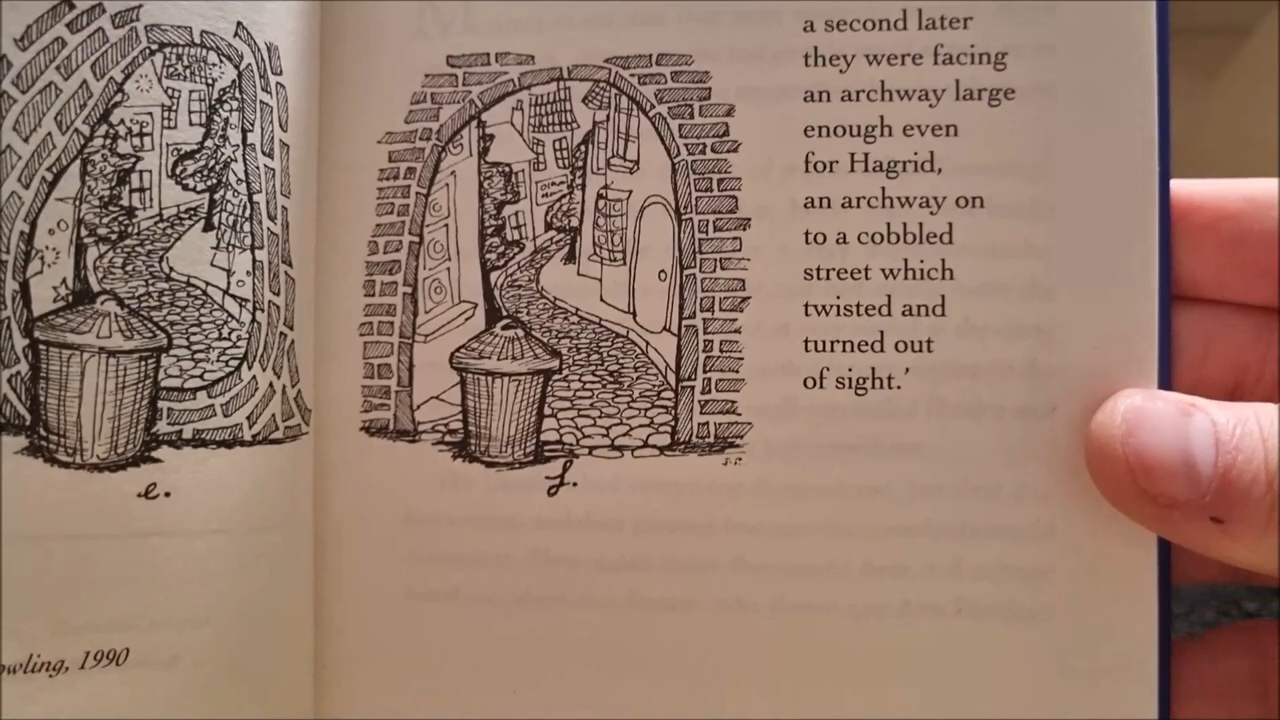 e.
owling, 1990
f.
a second later
they were facing
an archway large
enough even
for Hagrid,
an archway on
to a cobbled
street which
twisted and
turned out
of sight.’